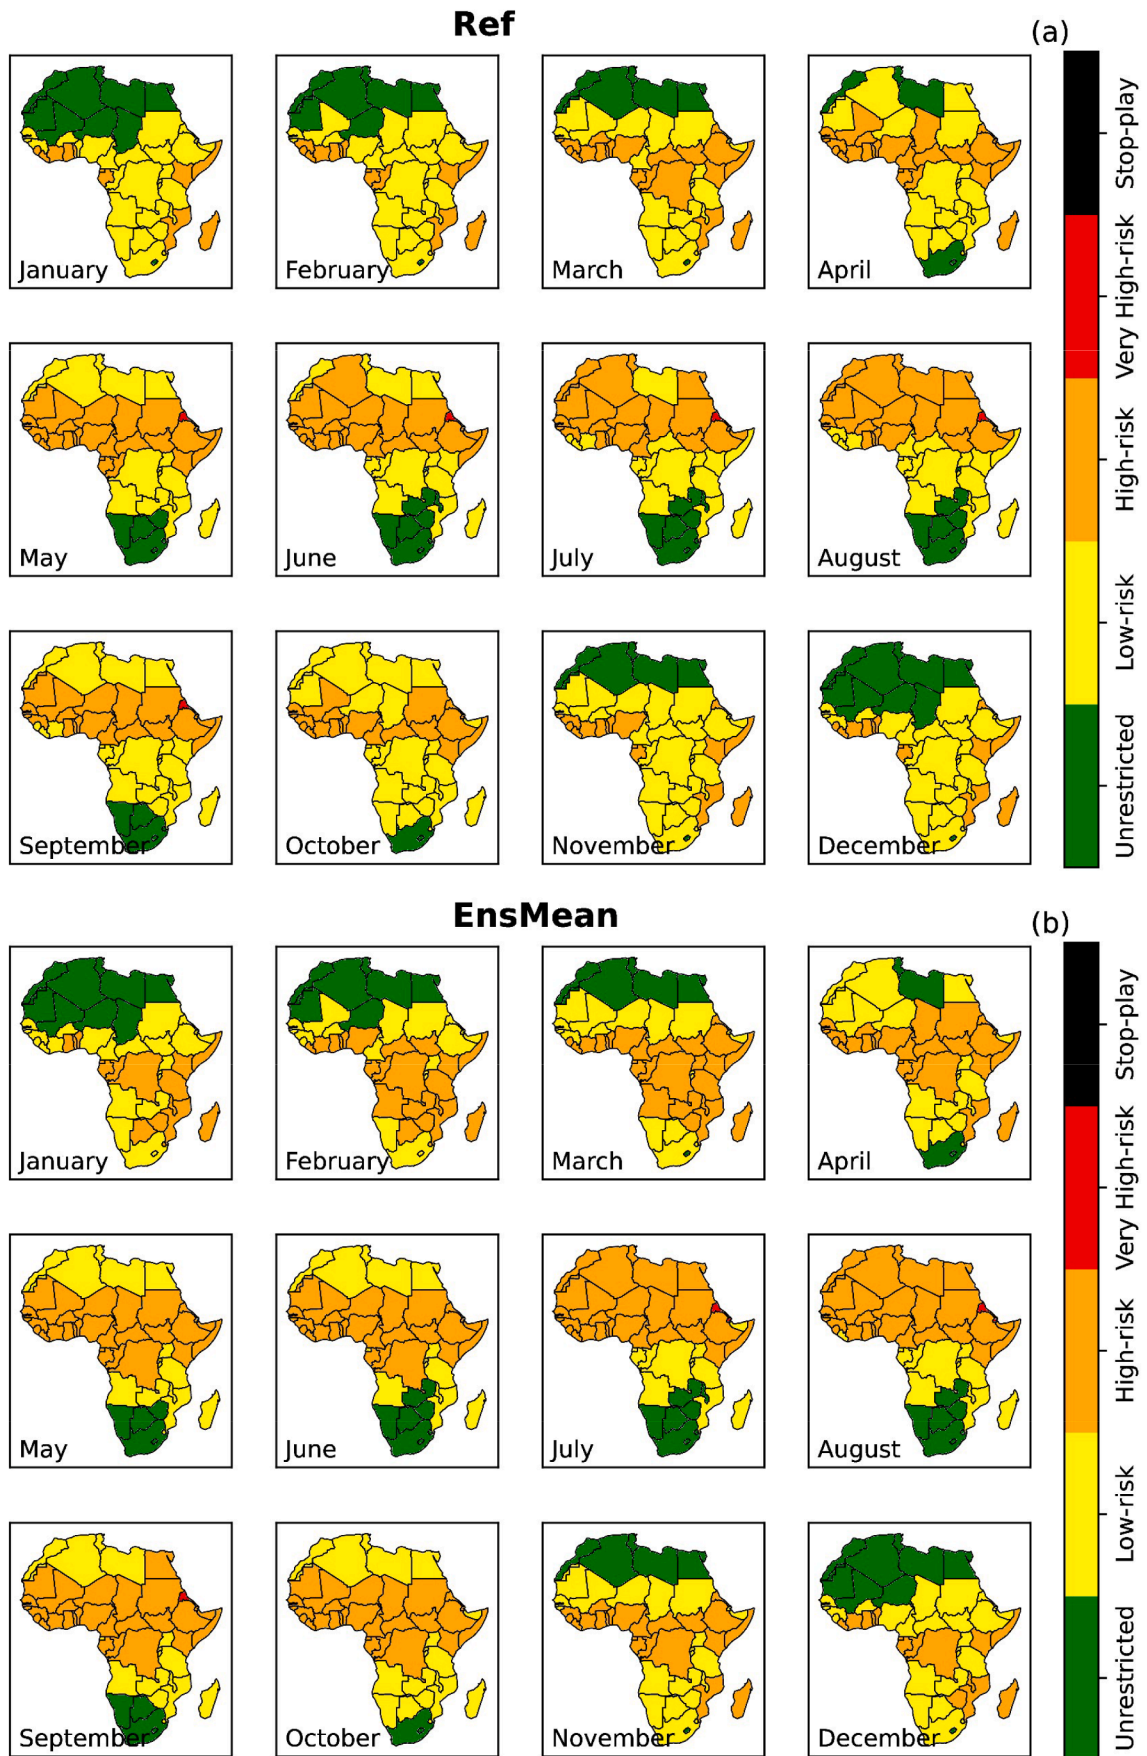 Ref
(a)
January
February
March
April
May
June
July
August
September
October
November
December
Stop-play
Very High-risk
High-risk
Low-risk
Unrestricted
EnsMean
(b)
January
February
March
April
May
June
July
August
September
October
November
December
Stop-play
Very High-risk
High-risk
Low-risk
Unrestricted